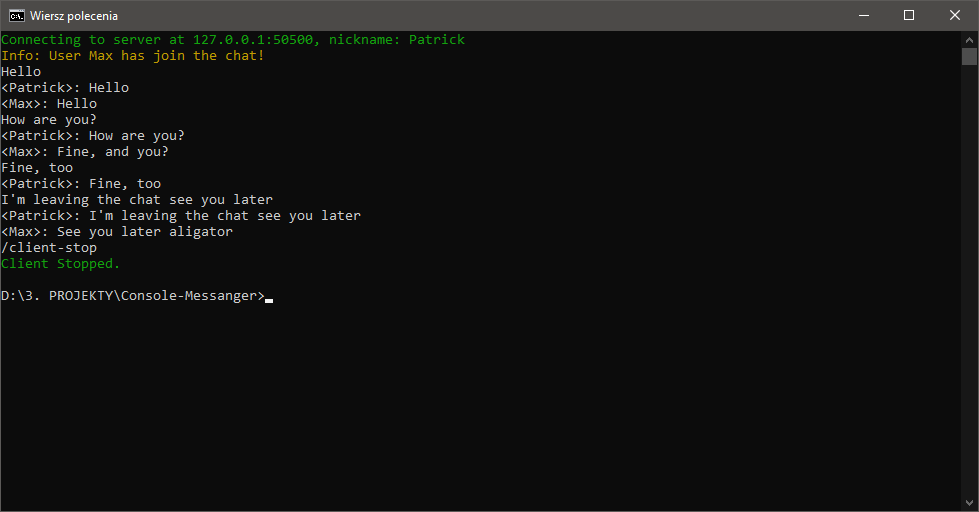 Wiersz polecenia
Connecting to server at 127.0.0.1:50500, nickname: Patrick
Info: User Max has join the chat!
Hello
<Patrick>: Hello
<Max>: Hello
How are you?
<Patrick>: How are you?
<Max>: Fine, and you?
Fine, too
<Patrick>: Fine, too
I'm leaving the chat see you later
<Patrick>: I'm leaving the chat see you later
<Max>: See you later aligator
/client-stop
Client Stopped.
D:\3. PROJEKTY\Console-Messanger>